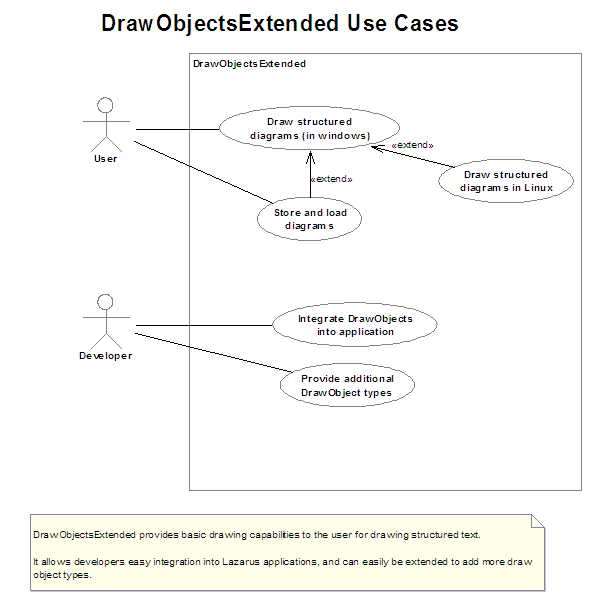 DrawObjectsExtended Use Cases
DrawObjectsExtended
Draw structured
diagrams (in windows)
«extend»
User
Draw structured
diagrams in Linux
«extend»
Store and load
diagrams
Integrate DrawObjects
into application
Developer
Provide additional
DrawObject types
DrawObjectsExtended provides basic drawing capabilities to the user for drawing structured text.
It allows developers easy integration into Lazarus applications, and can easily be extended to add more draw
object types.